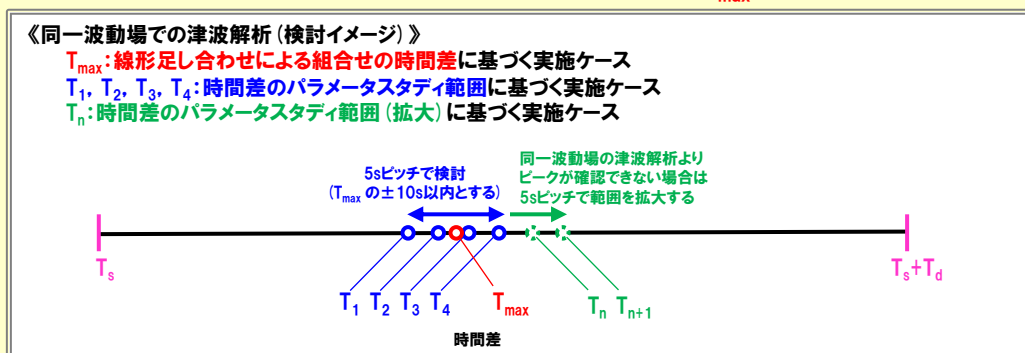 max
《同一波動場での津波解析(検討イメージ)》
Tmax:線形足し合わせによる組合せの時間差に基づく実施ケース
T1, T2, T3, T4:時間差のパラメータスタディ範囲に基づく実施ケース
Tn:時間差のパラメータスタディ範囲(拡大)に基づく実施ケース
5sピッチで検討
(Tmax の±10s以内とする)
同一波動場の津波解析より
ピークが確認できない場合は
5sピッチで範囲を拡大する
Ts
Ts+Td
T1 T2 T3 T4 Tmax Tn Tn+1
時間差